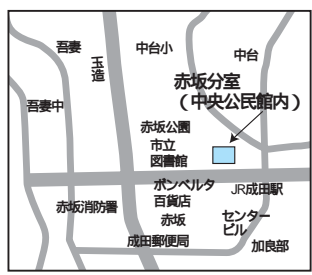 吾妻
玉造
中台小
中台
吾妻中
赤坂分室
（中央公民館内）
赤坂公園
市立
図書館
ボンベルタ
百貨店
JR成田駅
赤坂消防署
赤坂
センター
ビル
成田郵便局
加良部